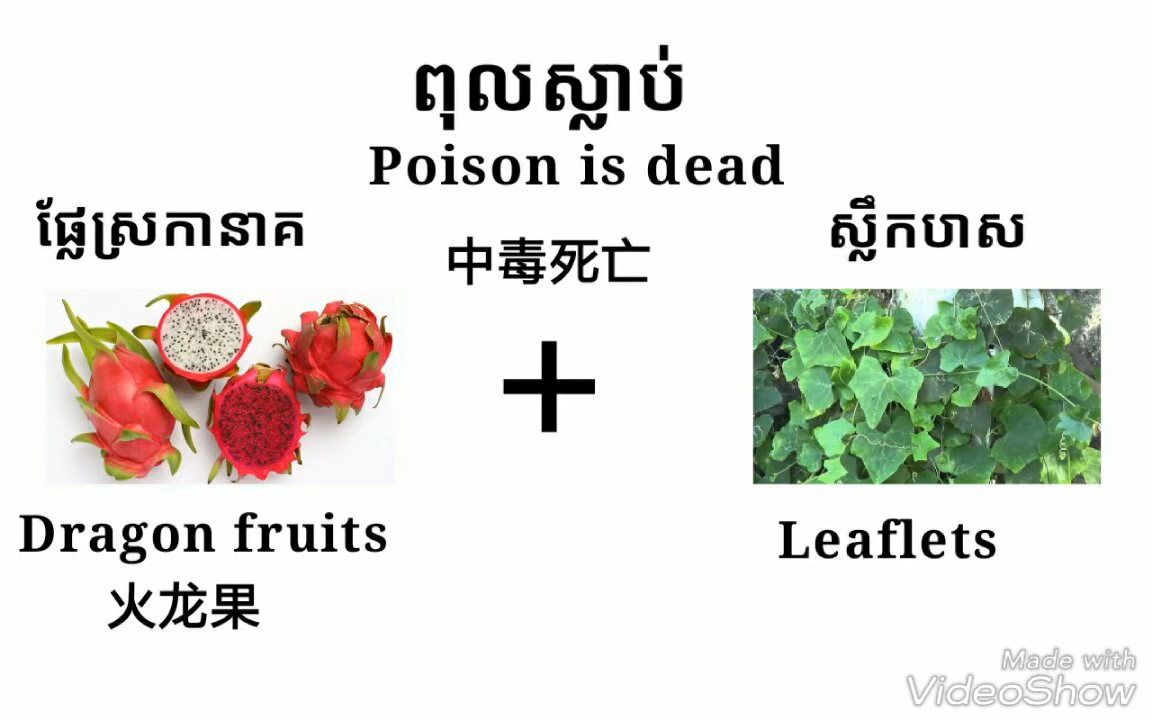 ពុលស្លាប់
Poison is dead
中毒死亡
ផ្លែស្រកានាគ
Dragon fruits
火龙果
ស្លឹកបាស
Leaflets
Made with
VideoShow